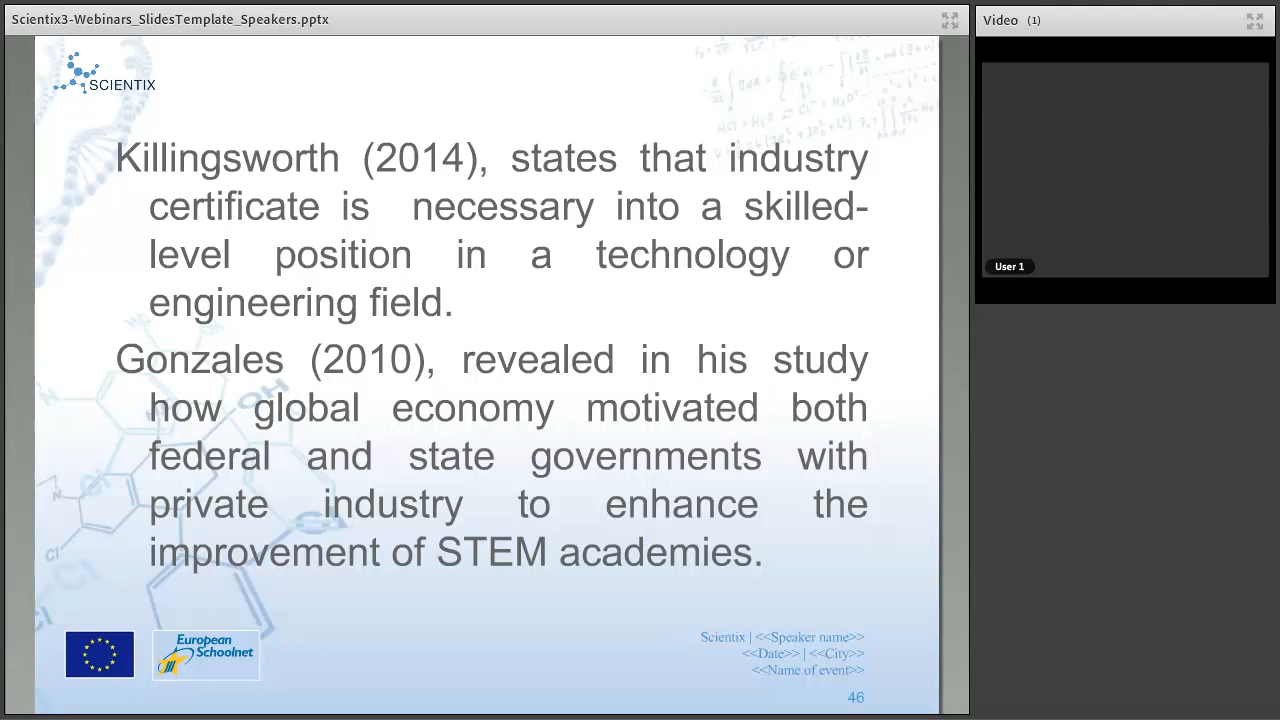 Scientix3-Webinars_SlidesTemplate_Speakers.pptx
Video (1)
SCIENTIX
Killingsworth (2014), states that industry
certificate is necessary into a skilled-
level position in a technology or
engineering field.
Gonzales (2010), revealed in his study
how global economy motivated both
federal and state governments with
private industry to enhance the
improvement of STEM academies.
User 1
European
Schoolnet
Scientix | <<Speaker name>>
<<Date>> | <<City>>
<<Name of event>>
46
OH
Cl